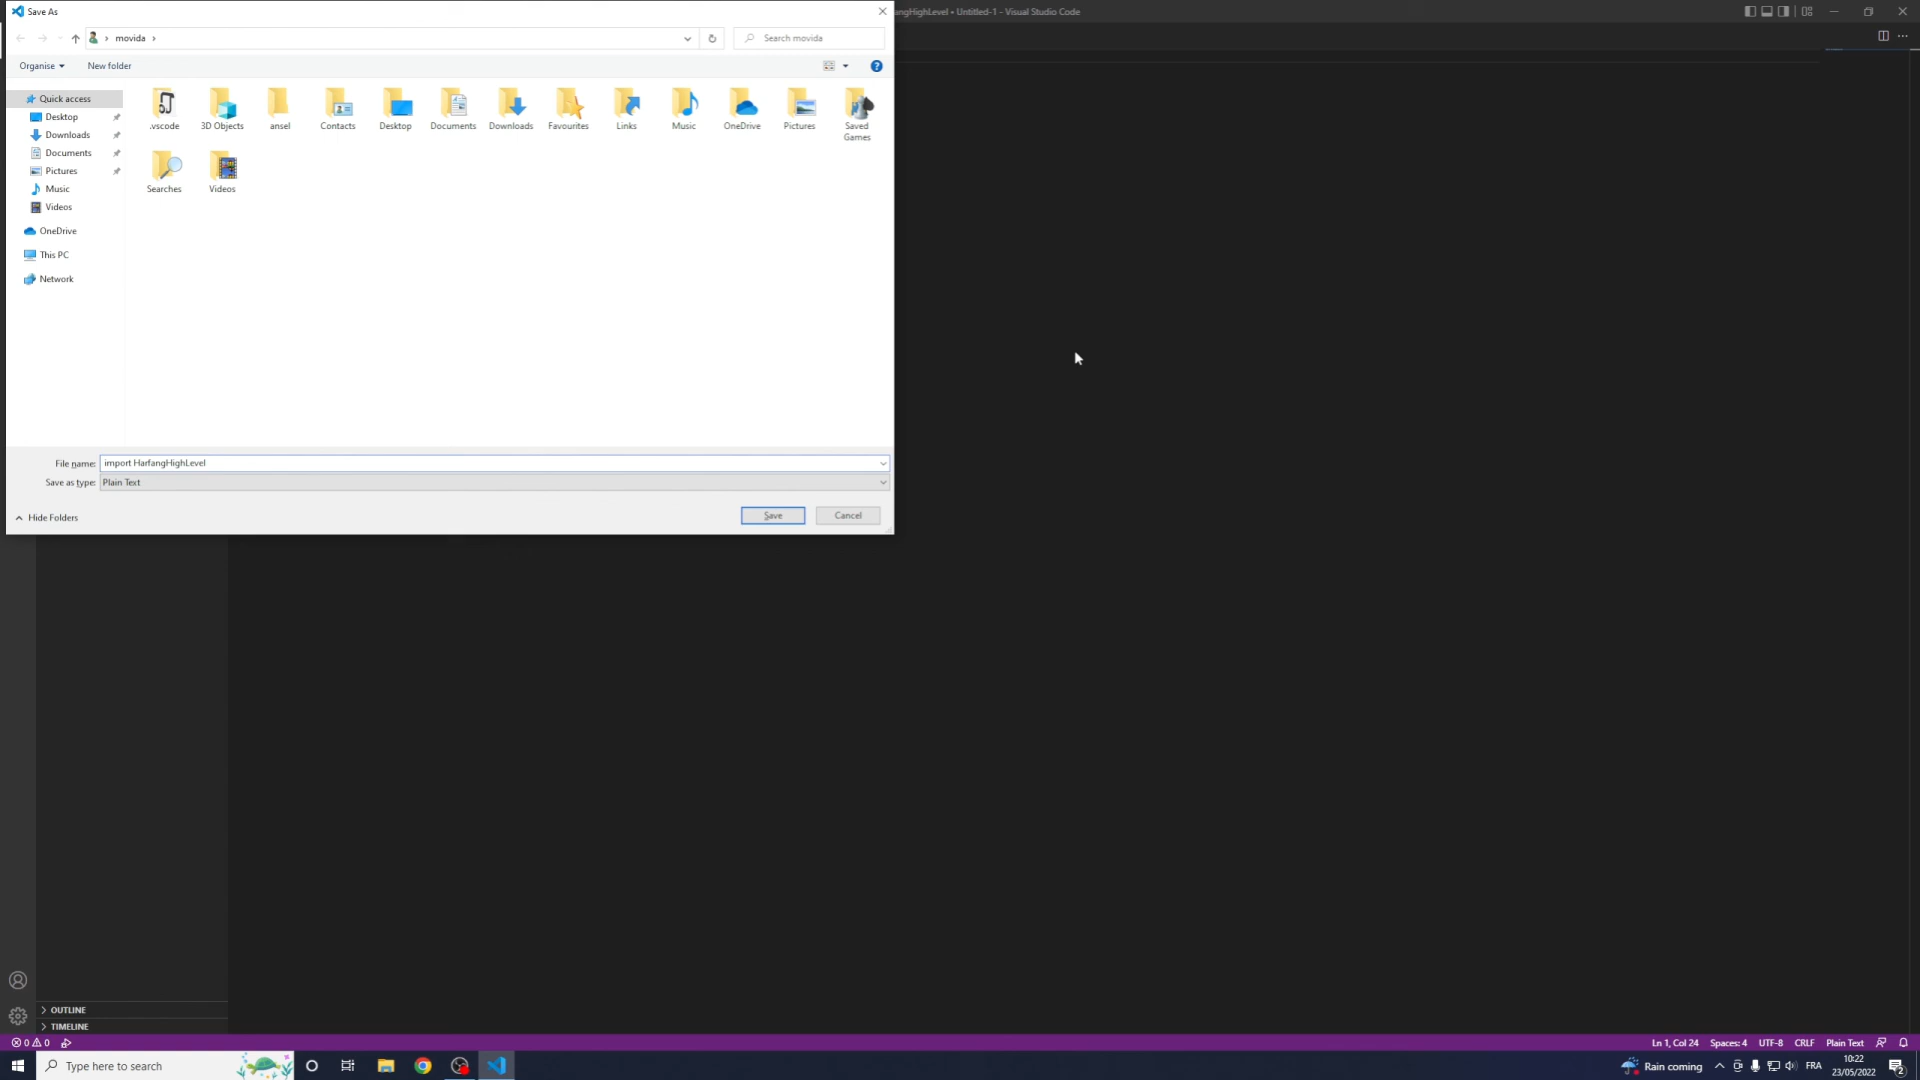 Save As
angHighLevel • Untitled-1 - Visual Studio Code
movida
Search movida
Organise
New folder
Quick access
Desktop
Downloads
Documents
Pictures
Music
Videos
OneDrive
This PC
Network
.vscode
3D Objects
ansel
Contacts
Desktop
Documents
Downloads
Favourites
Links
Music
OneDrive
Pictures
Saved
Games
Searches
Videos
File name: import HarfangHighLevel
Save as type: Plain Text
Hide Folders
Save
Cancel
OUTLINE
TIMELINE
0 0
Ln 1, Col 24
Spaces: 4
UTF-8
CRLF
Plain Text
Type here to search
Rain coming
FRA
10:22
23/05/2022
2